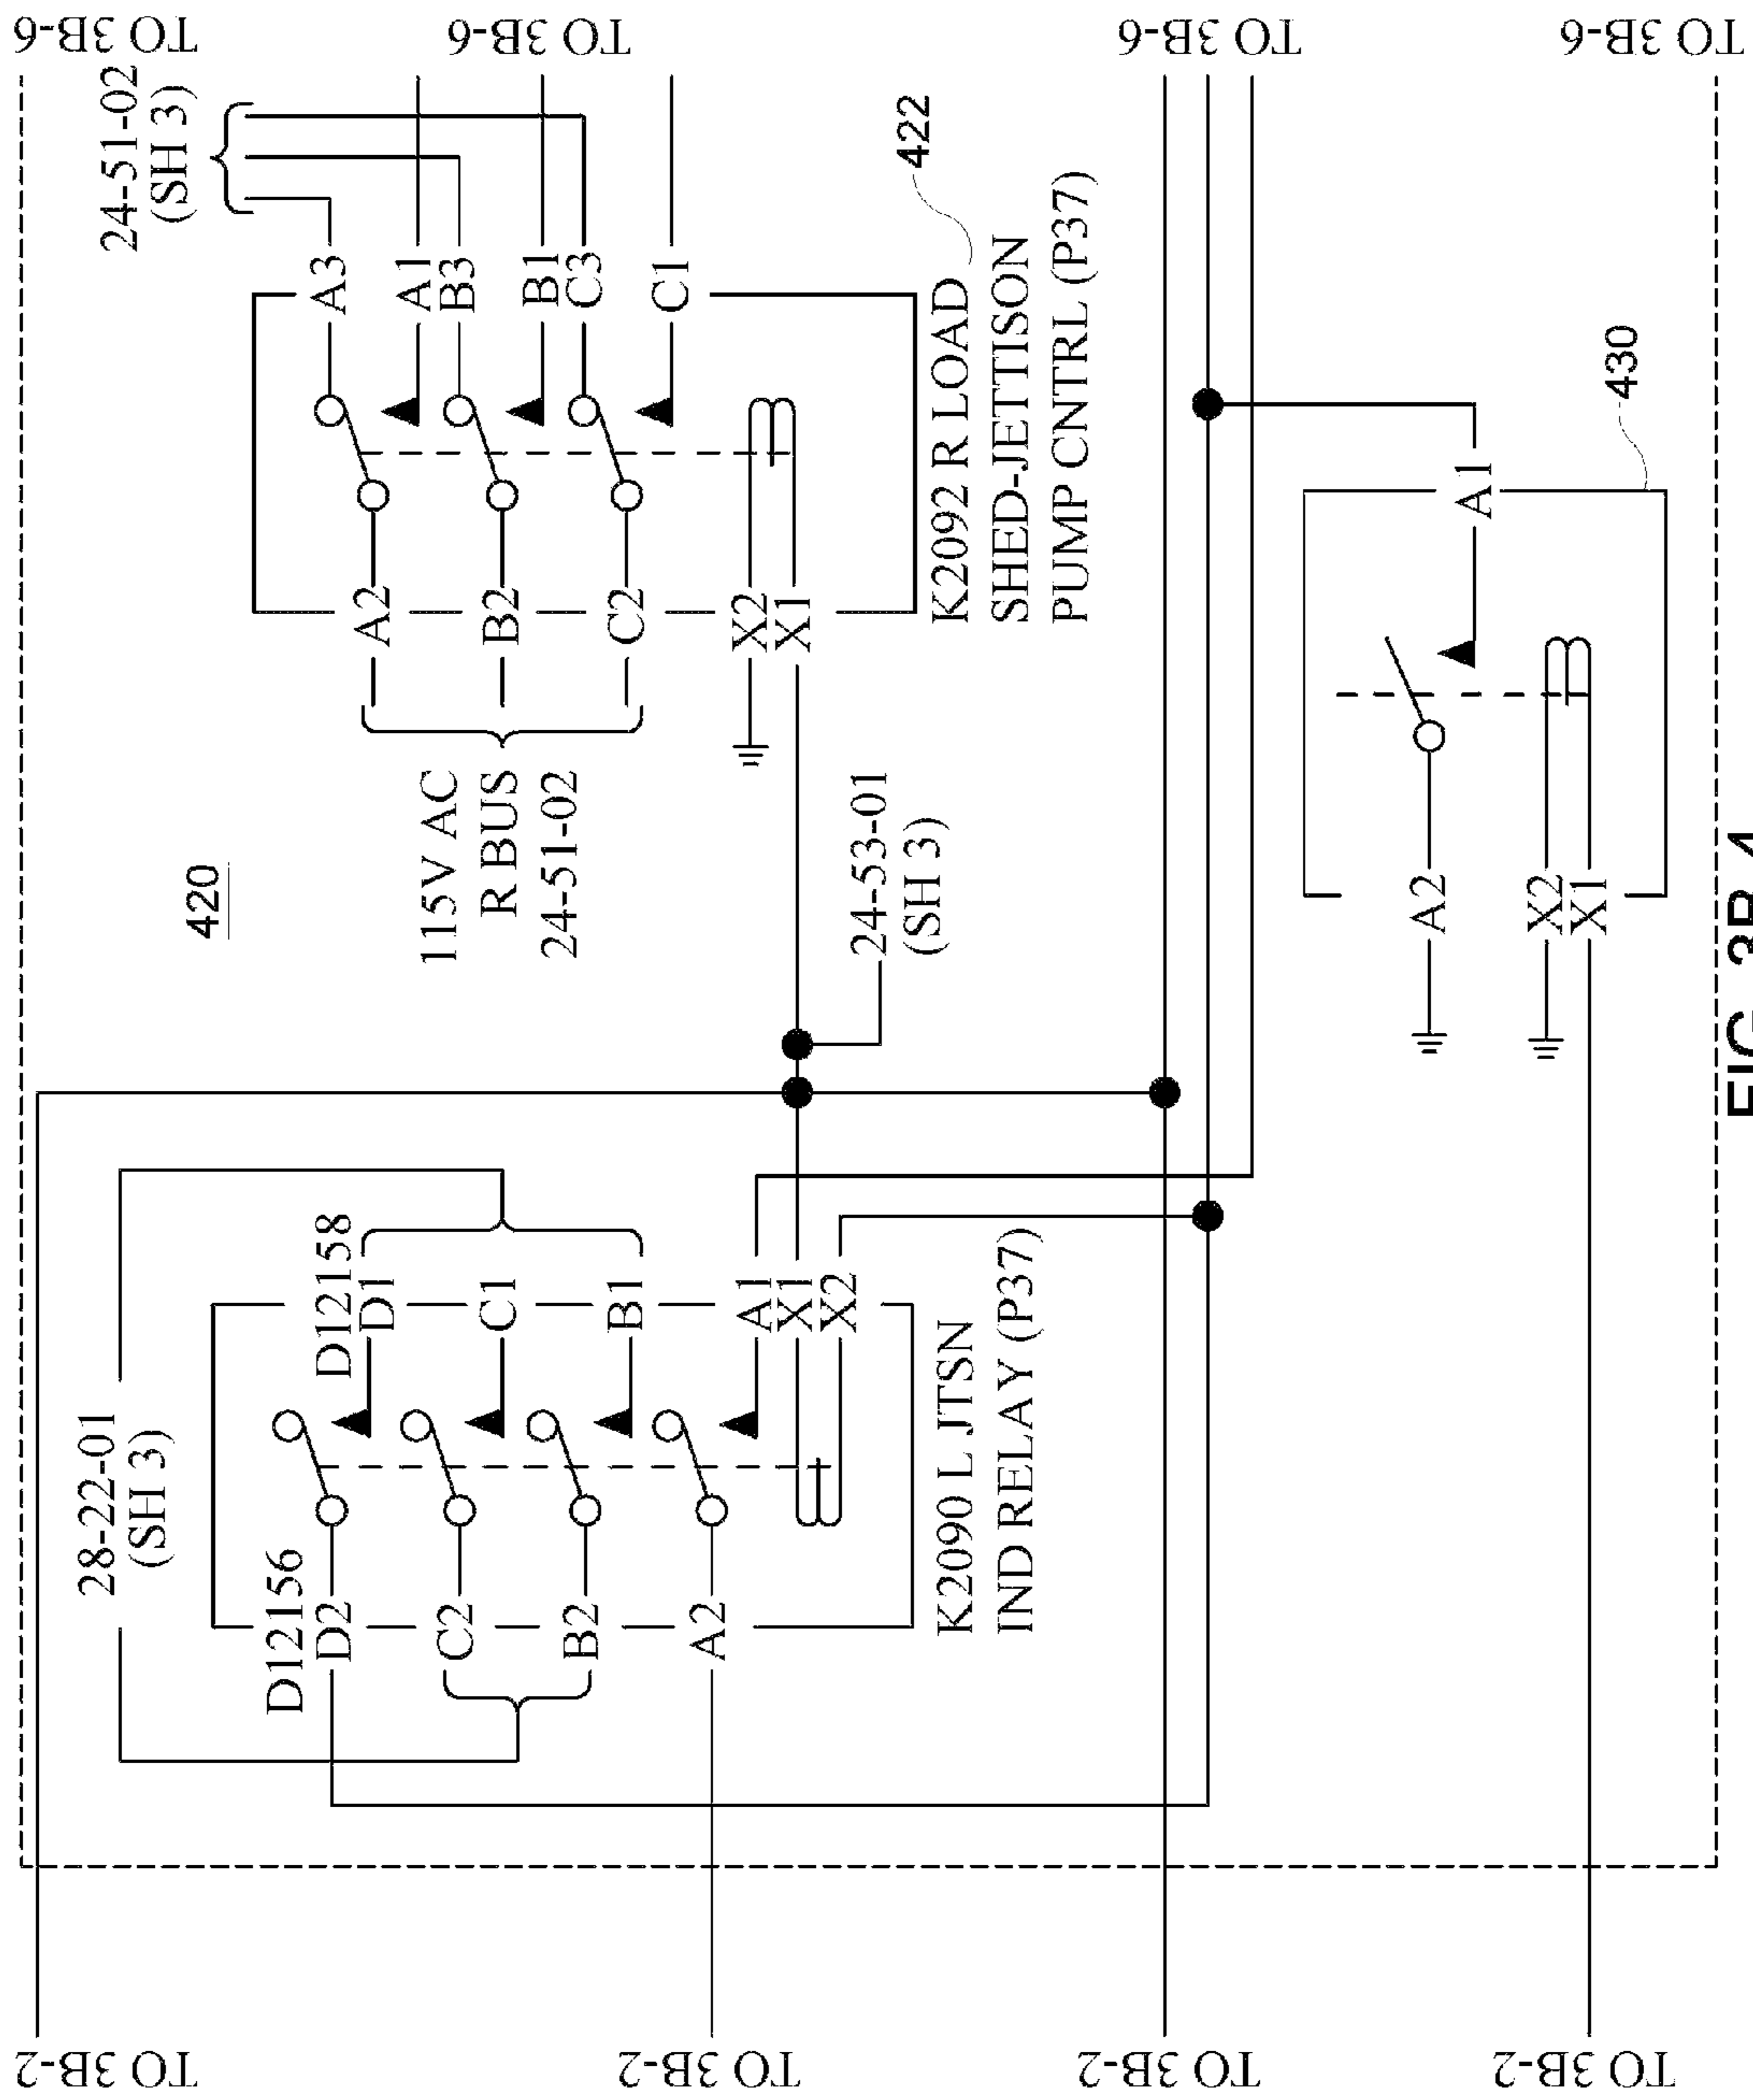 TO 3B-6
TO 3B-6
TO 3B-6
TO 3B-6
24-51-02
(SH 3)
422
A3
A1
B3
B1
C3
C1
A2
B2
C2
X2
X1
K2092 R LOAD
SHED-JETTISON
PUMP CNTRL (P37)
430
A1
A2
X2
X1
420
115V AC
R BUS
24-51-02
24-53-01
(SH 3)
28-22-01
(SH 3)
D12158
D1
C1
B1
A1
X1
X2
D12156
D2
C2
B2
A2
K2090 L JTSN
IND RELAY (P37)
TO 3B-2
TO 3B-2
TO 3B-2
TO 3B-2